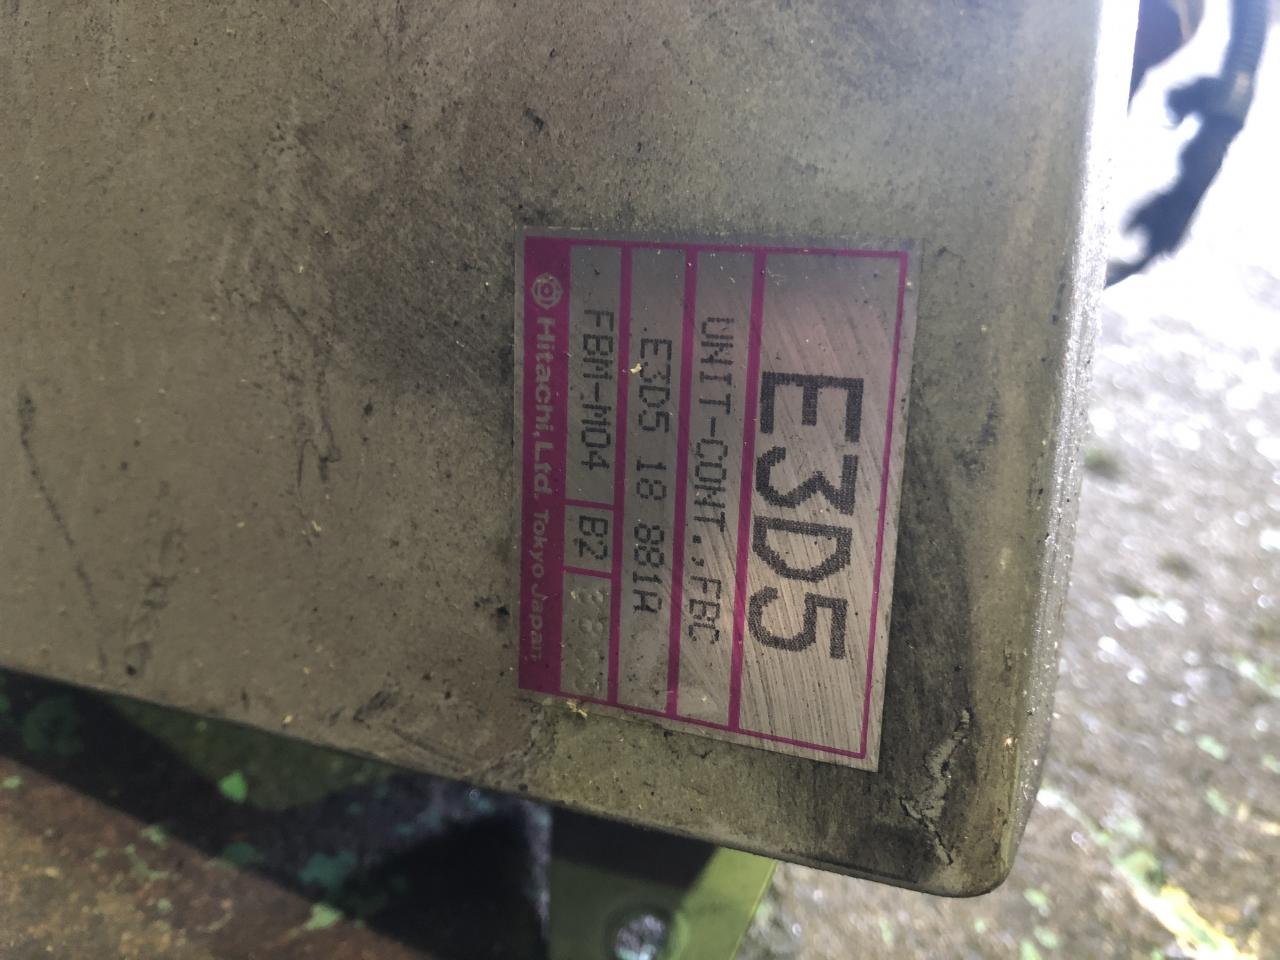 E3D5
UNIT-CONT.,FBC
E3D5 18 881A
FBM-M04 B2
Hitachi, Ltd. Tokyo Japan